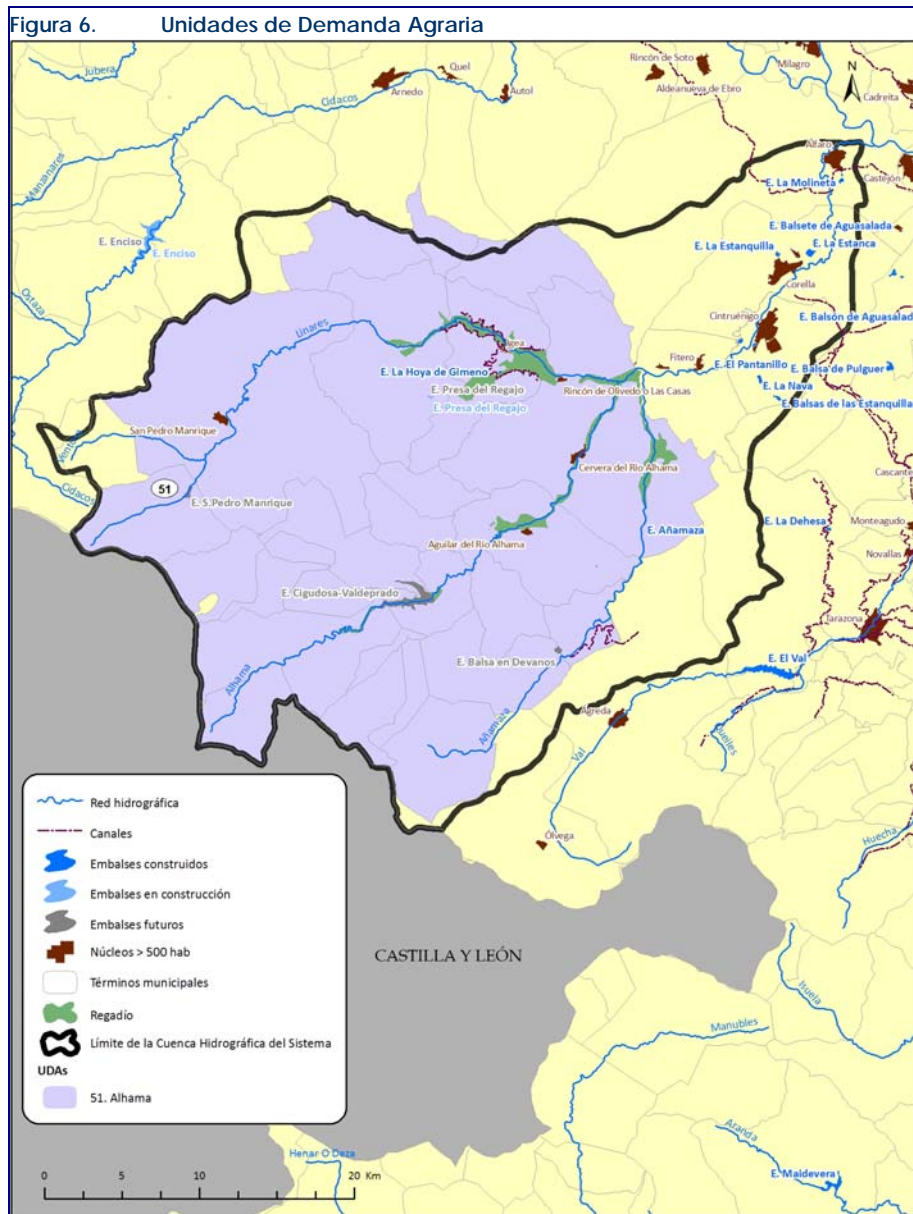 Figura 6. Unidades de Demanda Agraria
Jubera
Quel
Arnedo
Autol
Cidacos
Rincón de Soto
Aldeanueva de Ebro
Milagro
N
Cadreita
Manzanares
Alfaro
Castejón
E. La Molineta
E. Enciso
E. Enciso
E. Balsete de Aguasalada
E. La Estanquilla
E. La Estanca
Corella
Ostaza
Linares
Cintruénigo
E. Balsón de Aguasalad
Fitero
E. El Pantanillo
E. Balsa de Pulguer
E. La Hoya de Gimeno
E. Presa del Regajo
E. Presa del Regajo
Rincón de Olivedo o Las Casas
E. La Nava
E. Balsas de las Estanquilla
San Pedro Manrique
Ventosa
Cidacos
51
E. S.Pedro Manrique
Cervera del Río Alhama
Cascante
Aguilar del Río Alhama
E. Añamaza
E. La Dehesa
Monteagudo
Novallas
E. Cigudosa-Valdeprado
Tarazona
E. Balsa en Devanos
E. El Val
Alhama
Añamaza
Ágreda
Val
Queiles
Ólvega
Huecha
CASTILLA Y LEÓN
Isuela
Manubles
Aranda
E. Maldevera
Henar O Deza
Red hidrográfica
Canales
Embalses construidos
Embalses en construcción
Embalses futuros
Núcleos > 500 hab
Términos municipales
Regadío
Límite de la Cuenca Hidrográfica del Sistema
UDAs
51. Alhama
0 5 10 20 Km